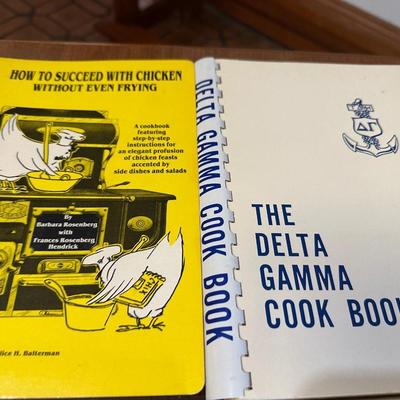 HOW TO SUCCEED WITH CHICKEN
WITHOUT EVEN FRYING
A cookbook
featuring
step-by-step
instructions for
an elegant profusion
of chicken feasts
accented by
side dishes and salads
By
Barbara Rosenberg
with
Frances Rosenberg
Hendrick
H. Balterman
DELTA GAMMA COOK BOOK
ΔΓ
THE
DELTA
GAMMA
COOK BOO